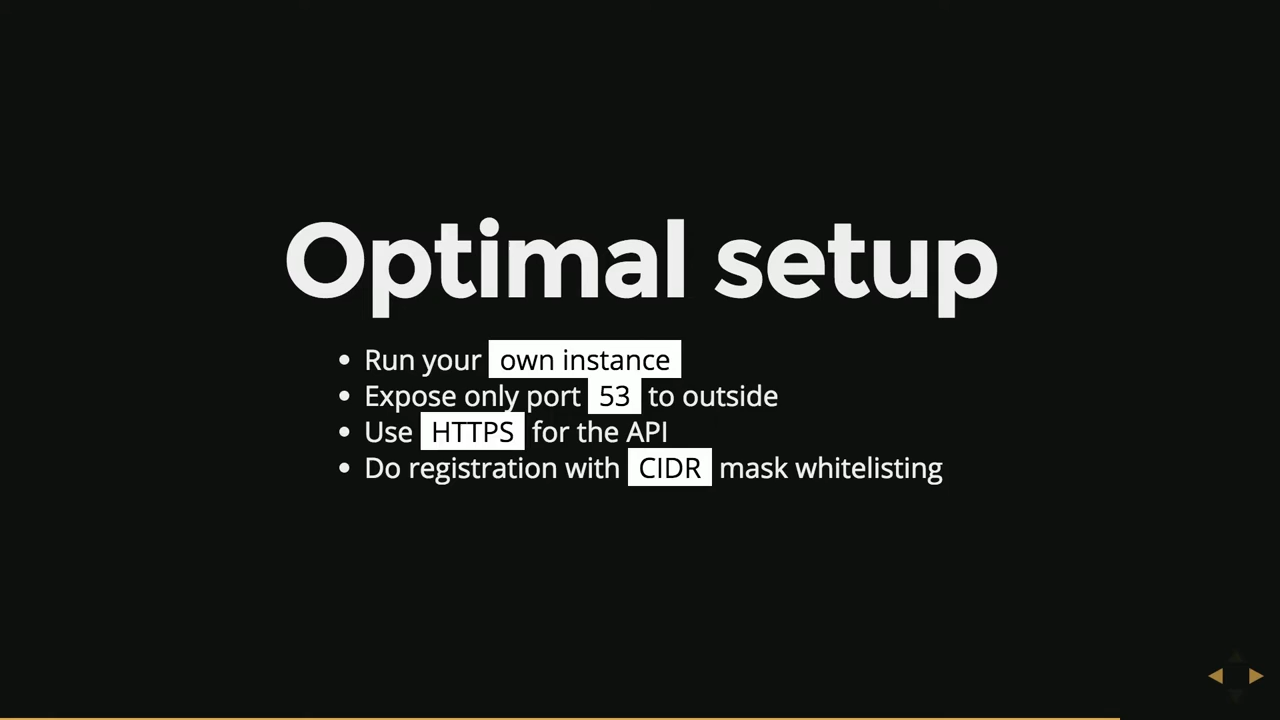 Optimal setup
Run your own instance
Expose only port 53 to outside
Use HTTPS for the API
Do registration with CIDR mask whitelisting